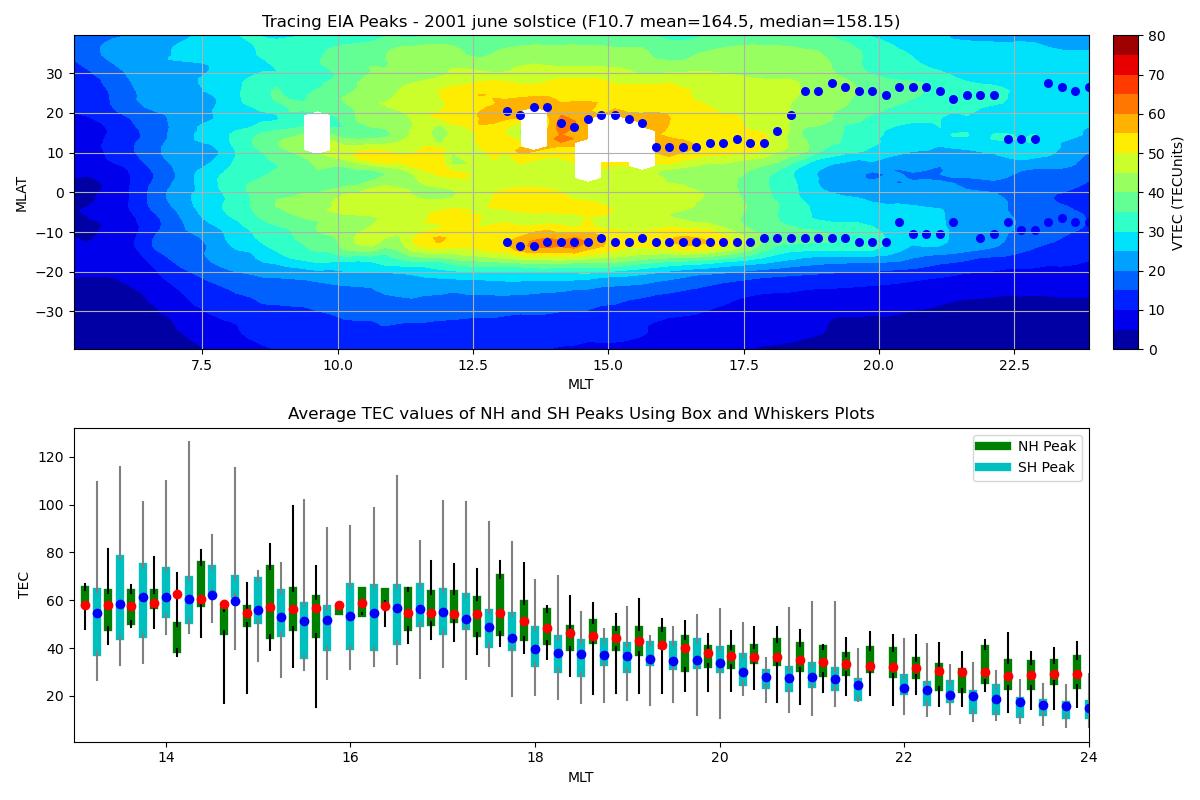 Tracing EIA Peaks - 2001 june solstice (F10.7 mean=164.5, median=158.15)
MLAT
30
20
10
0
−10
−20
−30
7.5 10.0 12.5 15.0 17.5 20.0 22.5
MLT
80
70
60
50
40
30
20
10
0
VTEC (TECUnits)
Average TEC values of NH and SH Peaks Using Box and Whiskers Plots
NH Peak
SH Peak
TEC
120
100
80
60
40
20
14 16 18 20 22 24
MLT